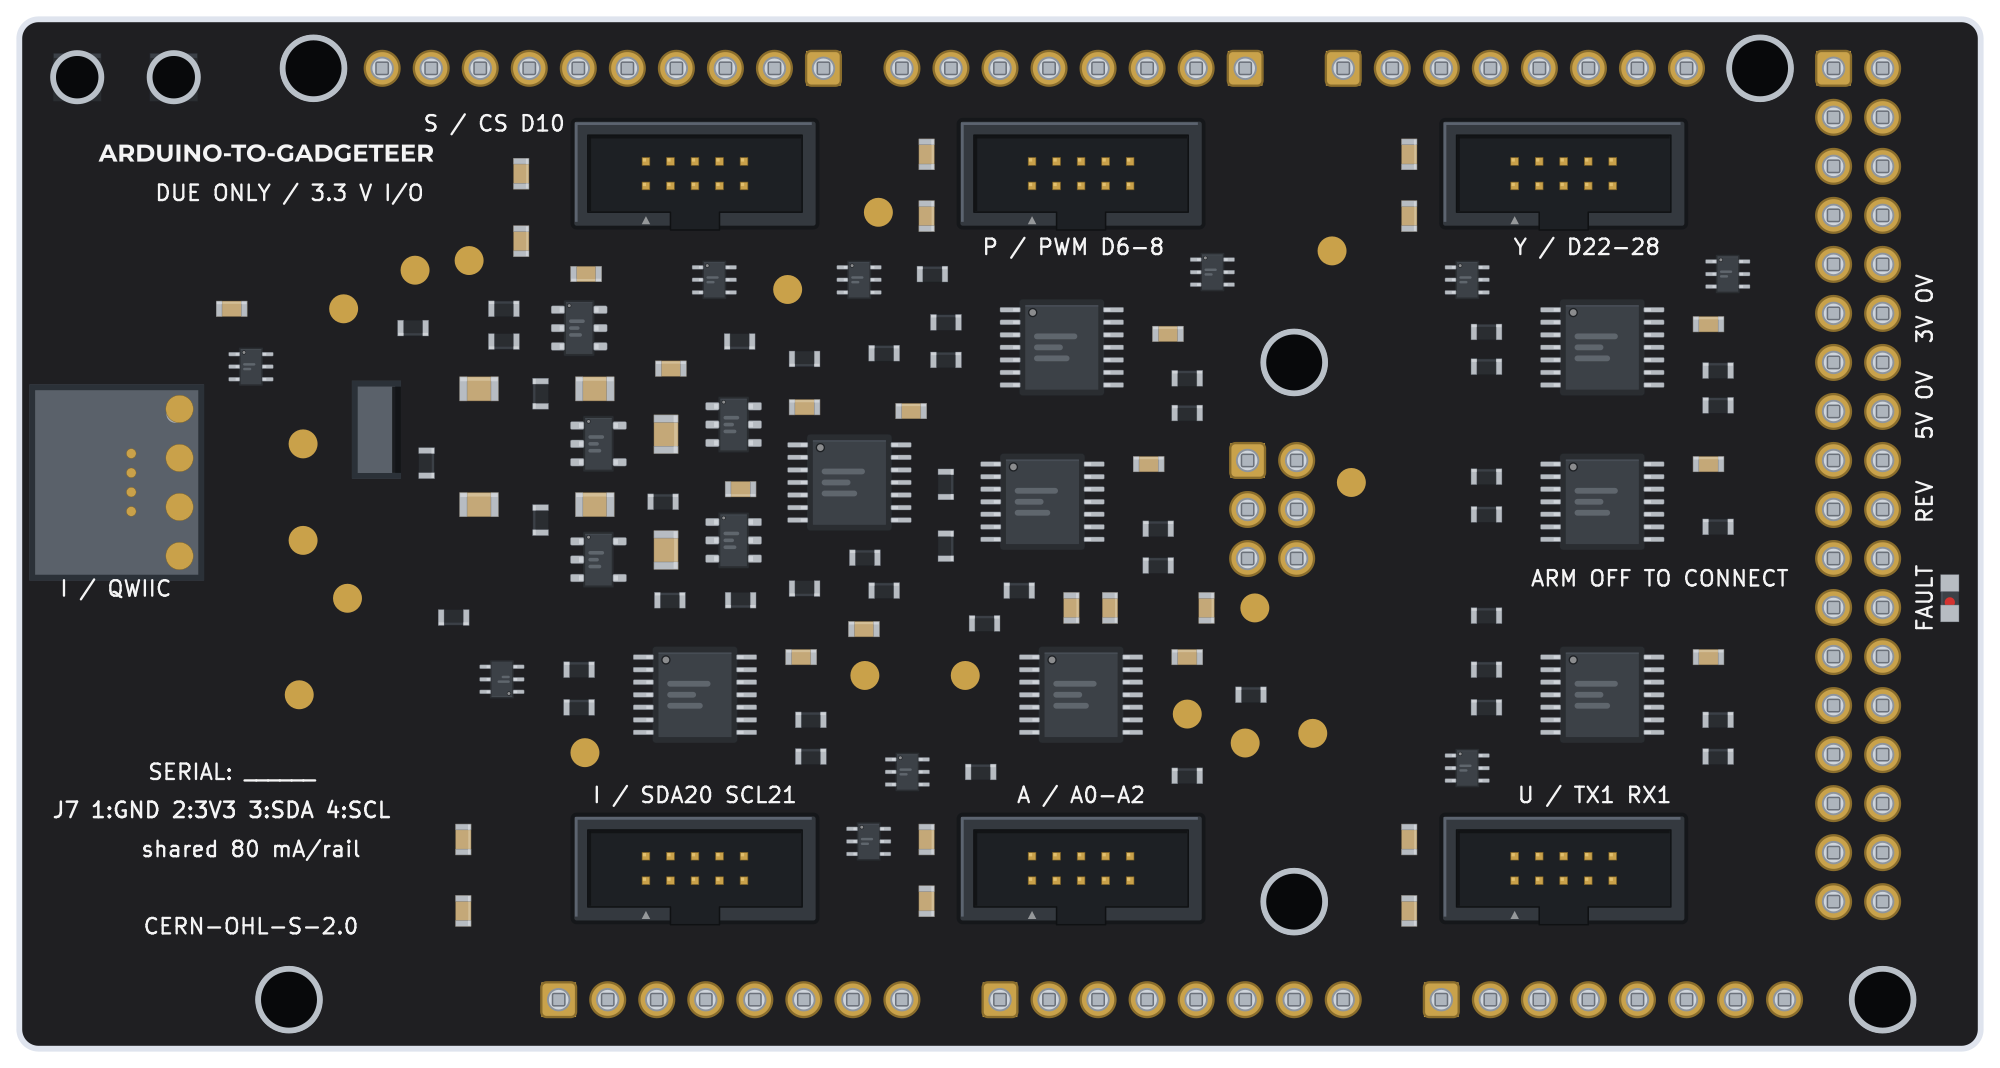 S / CS D10
ARDUINO-TO-GADGETEER
DUE ONLY / 3.3 V I/O
P / PWM D6-8
Y / D22-28
3V 0V
5V 0V
REV
FAULT
ARM OFF TO CONNECT
I / QWIIC
SERIAL: ______
J7 1:GND 2:3V3 3:SDA 4:SCL
shared 80 mA/rail
CERN-OHL-S-2.0
I / SDA20 SCL21
A / A0-A2
U / TX1 RX1